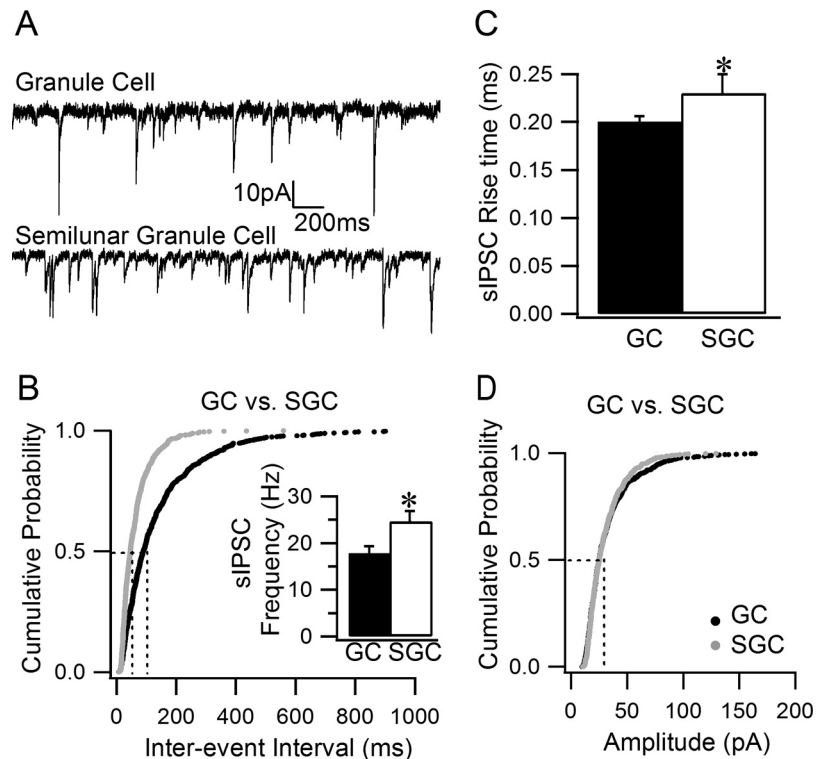 A
Granule Cell
10pA
200ms
Semilunar Granule Cell
C
sIPSC Rise time (ms)
0.25
0.20
0.15
0.10
0.05
0.00
*
GC
SGC
B
GC vs. SGC
Cumulative Probability
1.0
0.5
0.0
0
200
400
600
800
1000
Inter-event Interval (ms)
sIPSC
Frequency (Hz)
30
20
10
0
*
GC
SGC
D
GC vs. SGC
Cumulative Probability
1.0
0.5
0.0
GC
SGC
0
50
100
150
200
Amplitude (pA)